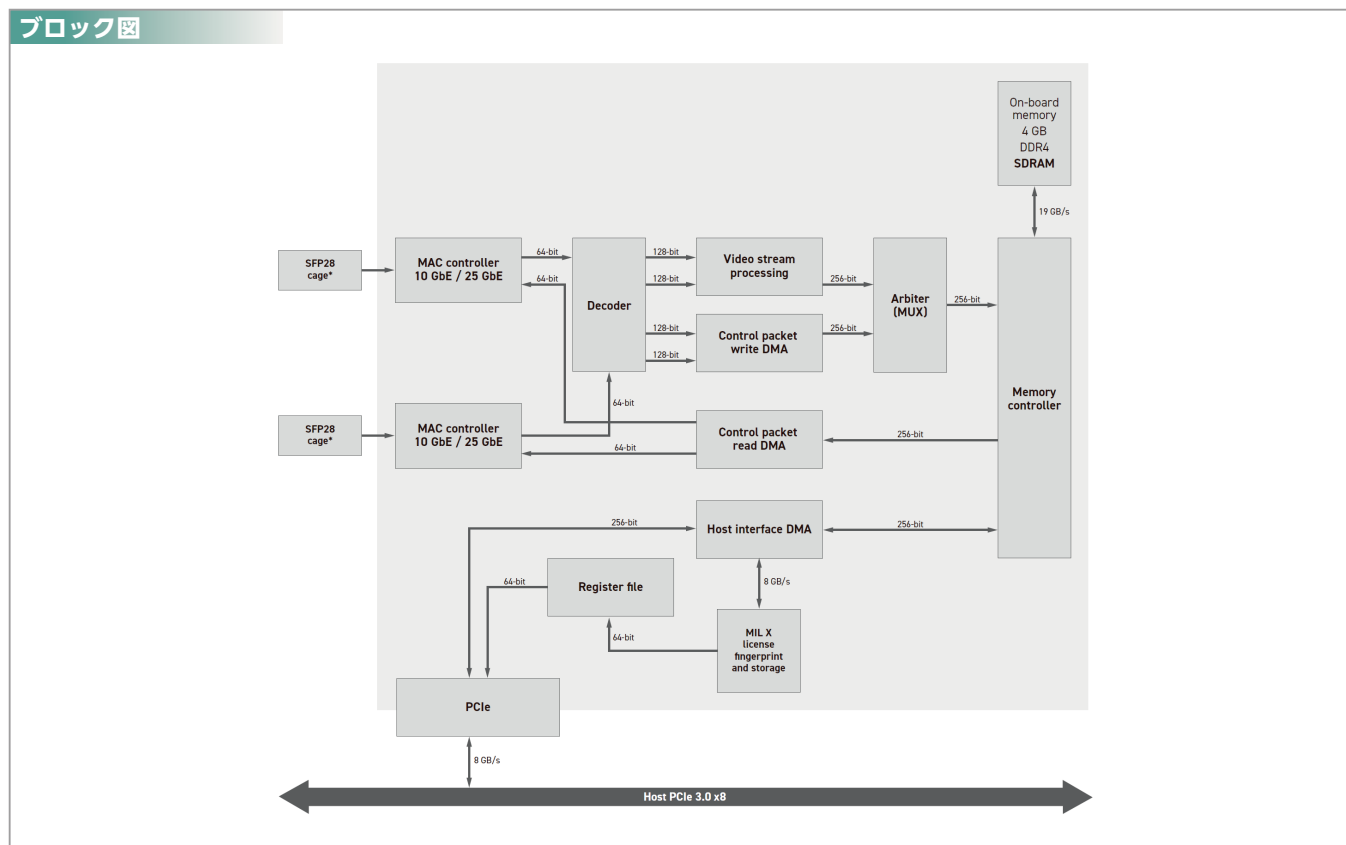 ブロック図
On-board
memory
4 GB
DDR4
SDRAM
19 GB/s
SFP28
cage*
MAC controller
10 GbE / 25 GbE
64-bit
64-bit
Decoder
128-bit
128-bit
128-bit
128-bit
Video stream
processing
Control packet
write DMA
256-bit
256-bit
Arbiter
(MUX)
256-bit
Memory
controller
SFP28
cage*
MAC controller
10 GbE / 25 GbE
64-bit
64-bit
Control packet
read DMA
256-bit
256-bit
Host interface DMA
256-bit
8 GB/s
64-bit
Register file
64-bit
MIL X
license
fingerprint
and storage
PCIe
8 GB/s
Host PCIe 3.0 x8